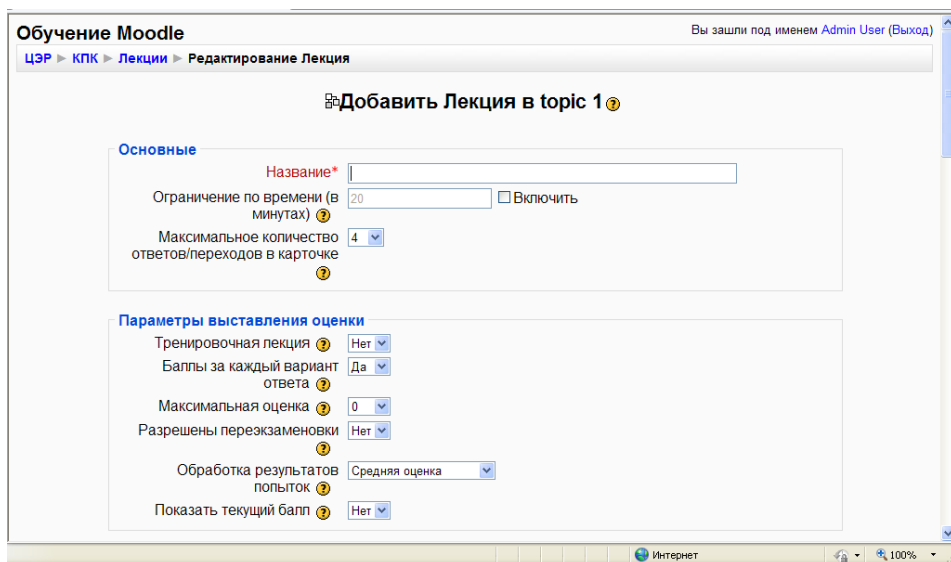 Обучение Moodle
Вы зашли под именем Admin User (Выход)
ЦЭР ► КПК ► Лекции ► Редактирование Лекция
Добавить Лекция в topic 1
Основные
Название*
Ограничение по времени (в
минутах)
20
Включить
Максимальное количество
ответов/переходов в карточке
4
Параметры выставления оценки
Тренировочная лекция
Нет
Баллы за каждый вариант
ответа
Да
Максимальная оценка
0
Разрешены переэкзаменовки
Нет
Обработка результатов
попыток
Средняя оценка
Показать текущий балл
Нет
Интернет
100%